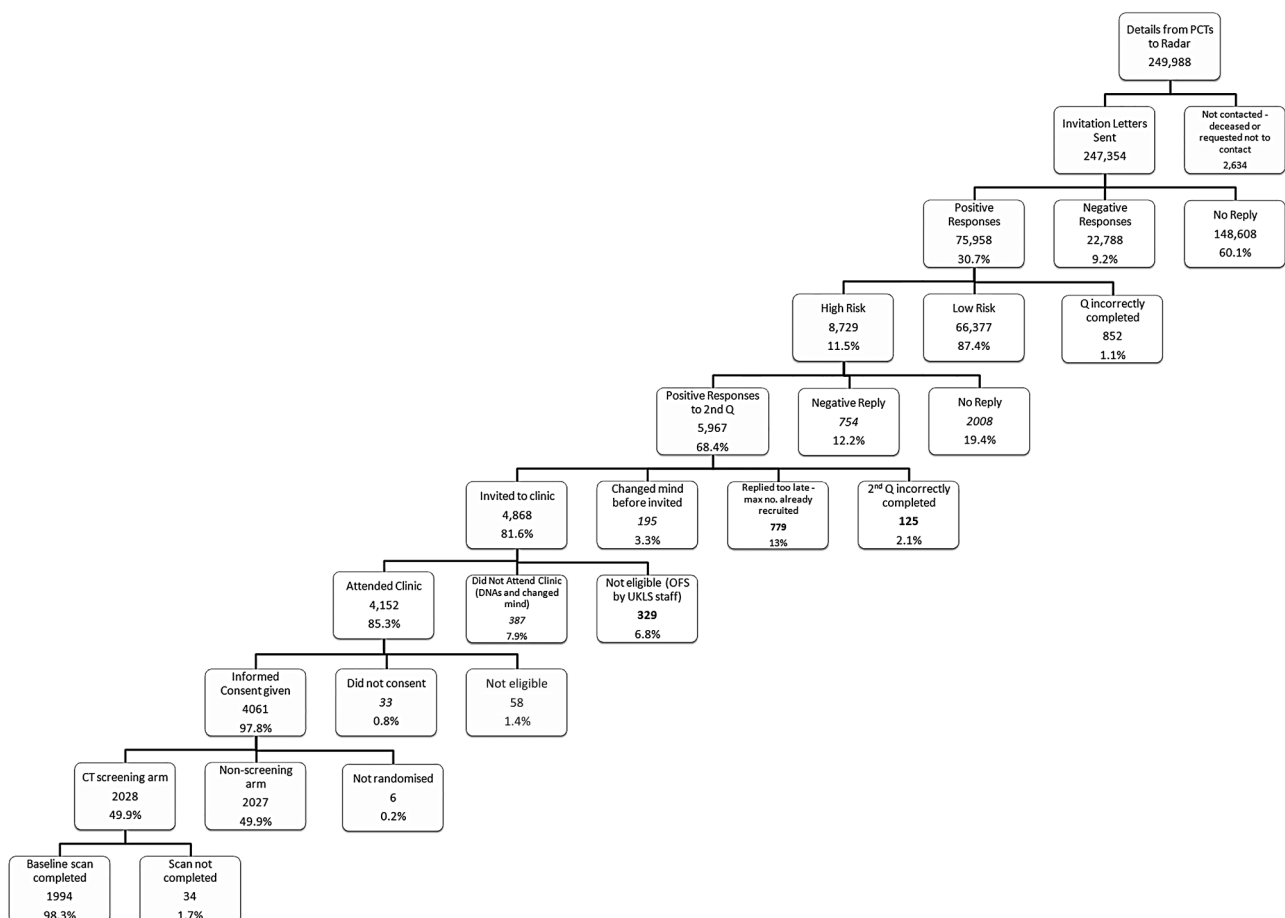 Details from PCTs
to Radar
249,988
Invitation Letters
Sent
247,354
Not contacted -
deceased or
requested not to
contact
2,634
Positive
Responses
75,958
30.7%
Negative
Responses
22,788
9.2%
No Reply
148,608
60.1%
High Risk
8,729
11.5%
Low Risk
66,377
87.4%
Q incorrectly
completed
852
1.1%
Positive Responses
to 2nd Q
5,967
68.4%
Negative Reply
754
12.2%
No Reply
2008
19.4%
Invited to clinic
4,868
81.6%
Changed mind
before invited
195
3.3%
Replied too late -
max no. already
recruited
779
13%
2nd Q incorrectly
completed
125
2.1%
Attended Clinic
4,152
85.3%
Did Not Attend Clinic
(DNAs and changed
mind)
387
7.9%
Not eligible (OFS
by UKLS staff)
329
6.8%
Informed
Consent given
4061
97.8%
Did not consent
33
0.8%
Not eligible
58
1.4%
CT screening arm
2028
49.9%
Non-screening
arm
2027
49.9%
Not randomised
6
0.2%
Baseline scan
completed
1994
98.3%
Scan not
completed
34
1.7%